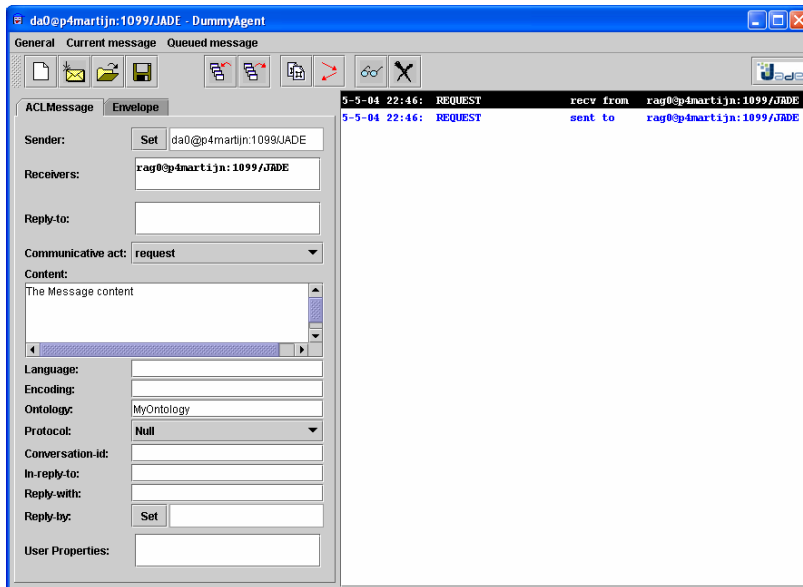 da0@p4martijn:1099/JADE - DummyAgent
General Current message Queued message
Jade
ACLMessage Envelope
Sender: Set da0@p4martijn:1099/JADE
Receivers: rag0@p4martijn:1099/JADE
Reply-to:
Communicative act: request
Content:
The Message content
Language:
Encoding:
Ontology: MyOntology
Protocol: Null
Conversation-id:
In-reply-to:
Reply-with:
Reply-by: Set
User Properties:
5-5-04 22:46: REQUEST recv from rag0@p4martijn:1099/JADE
5-5-04 22:46: REQUEST sent to rag0@p4martijn:1099/JADE